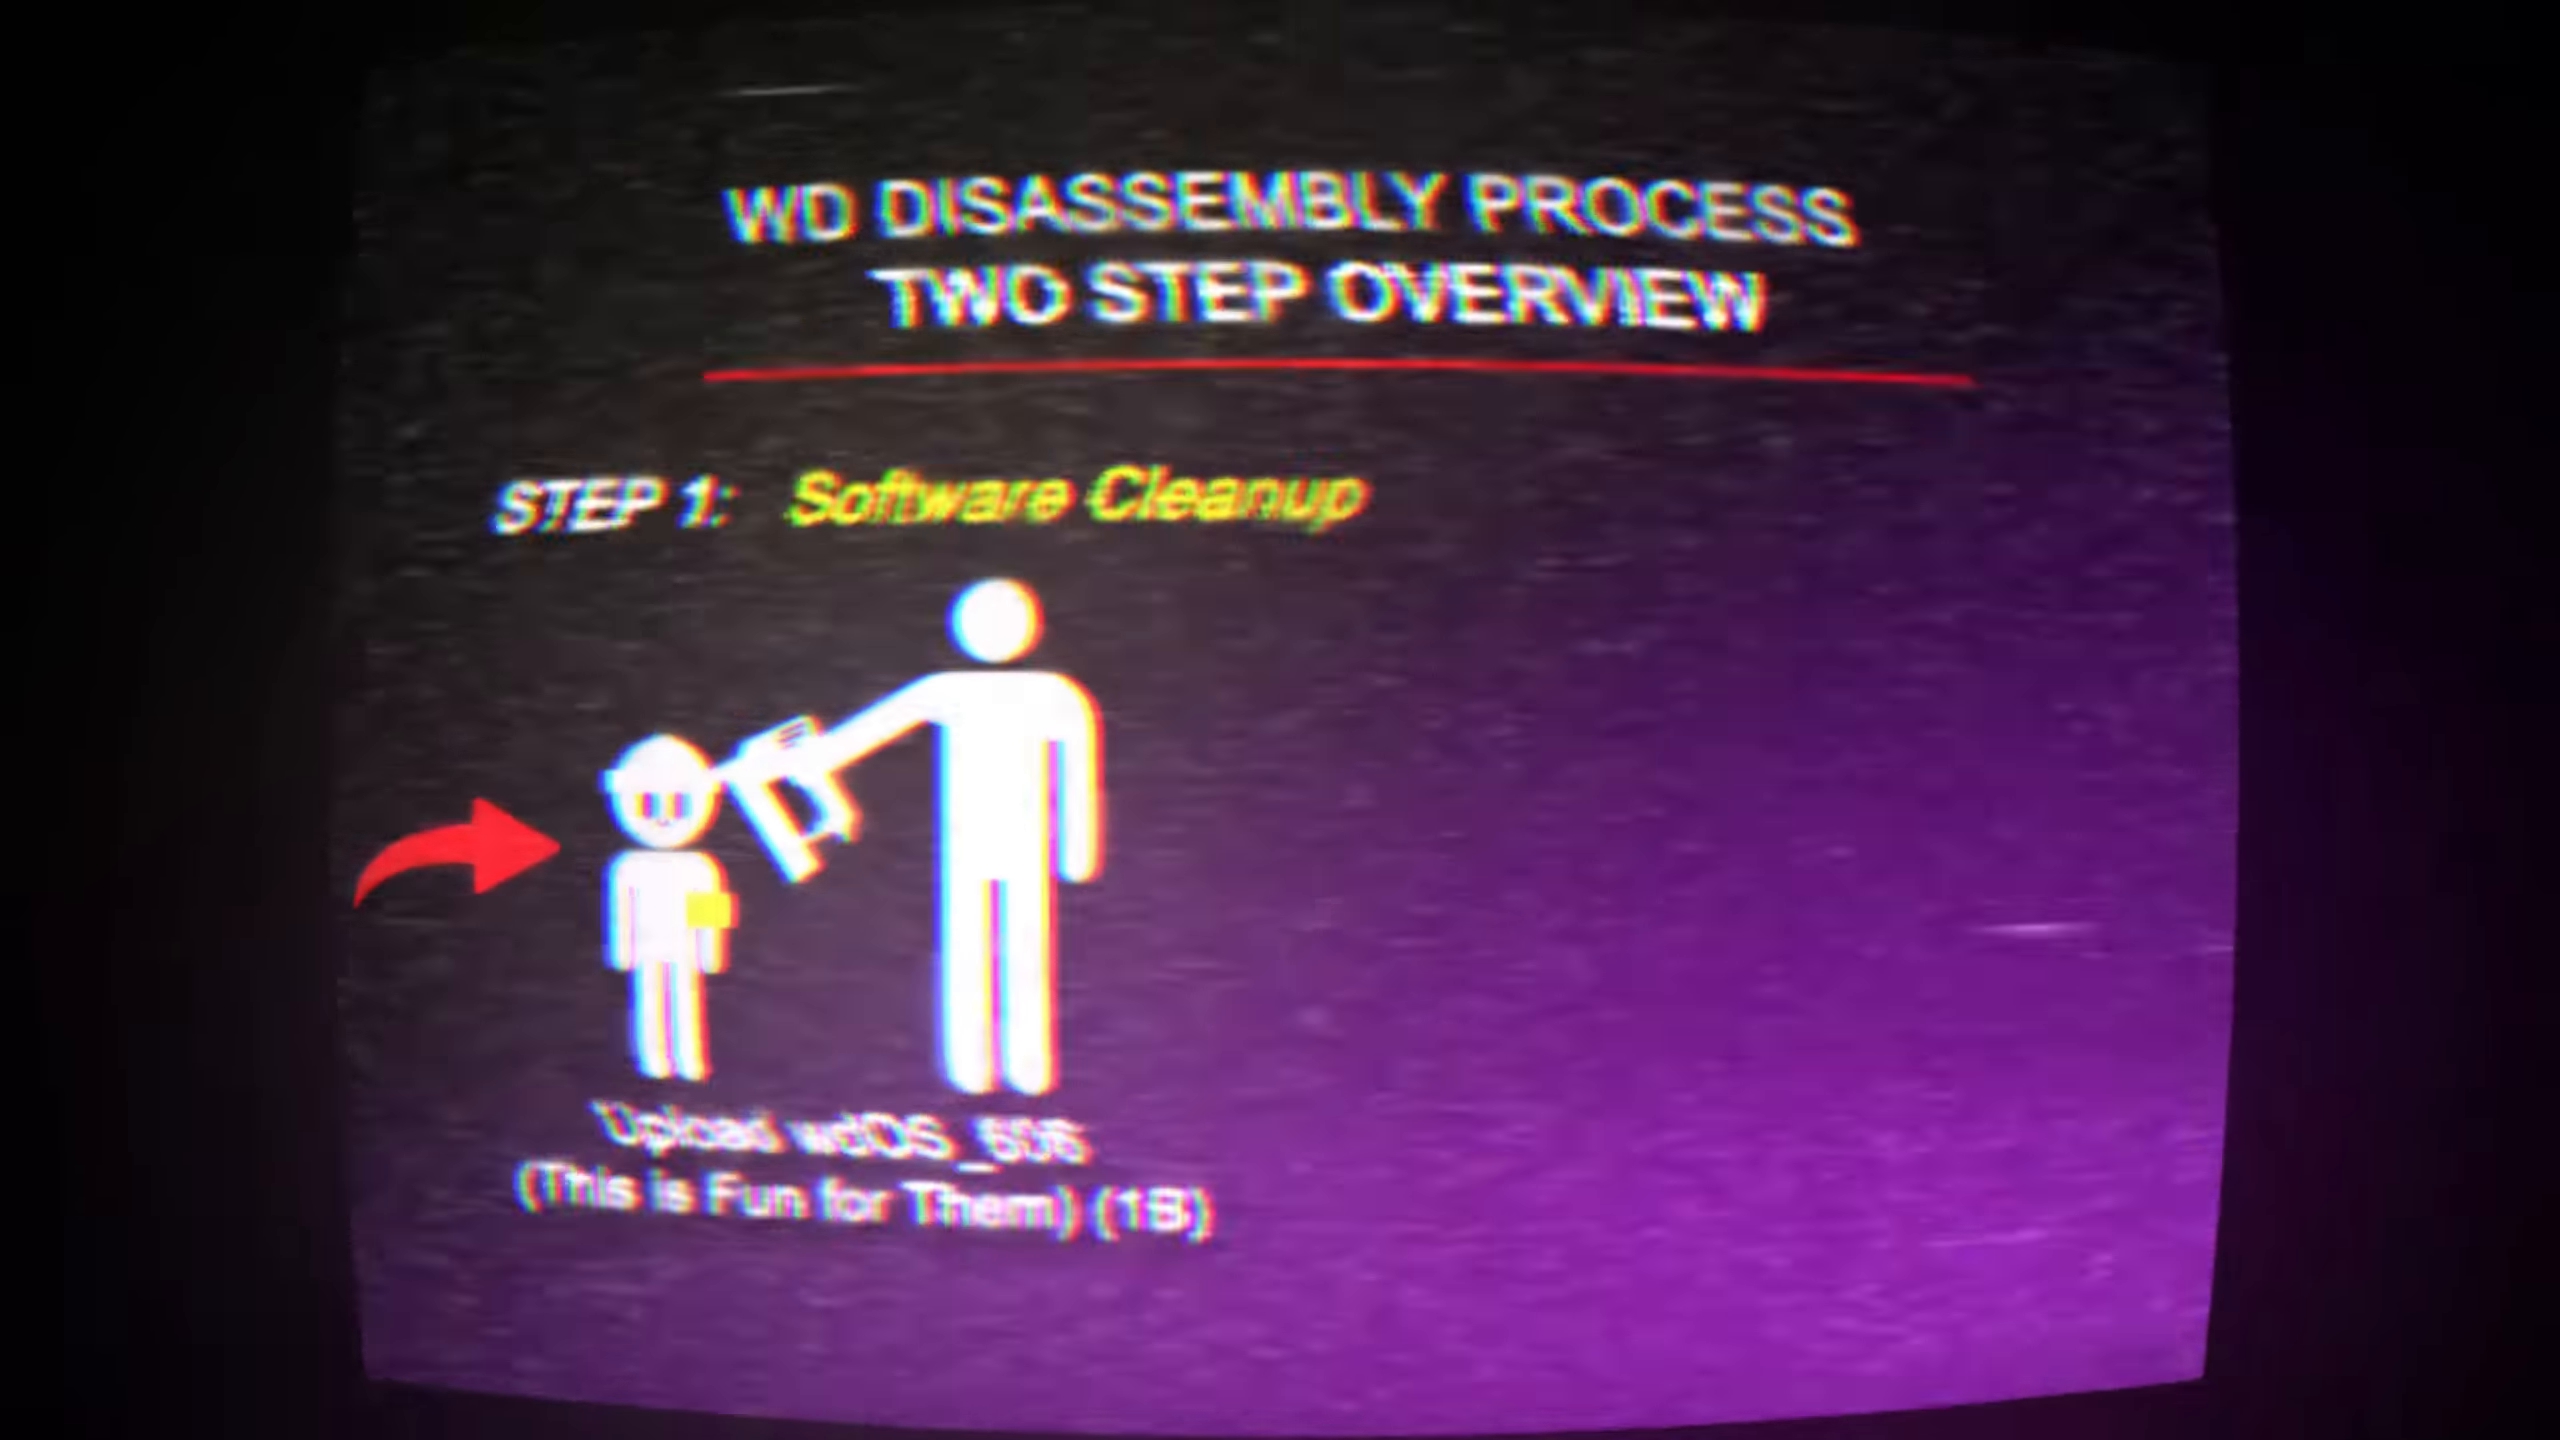 WD DISASSEMBLY PROCESS
TWO STEP OVERVIEW
STEP 1: Software Cleanup
Upload wdOS_606
(This is Fun for Them) (1B)